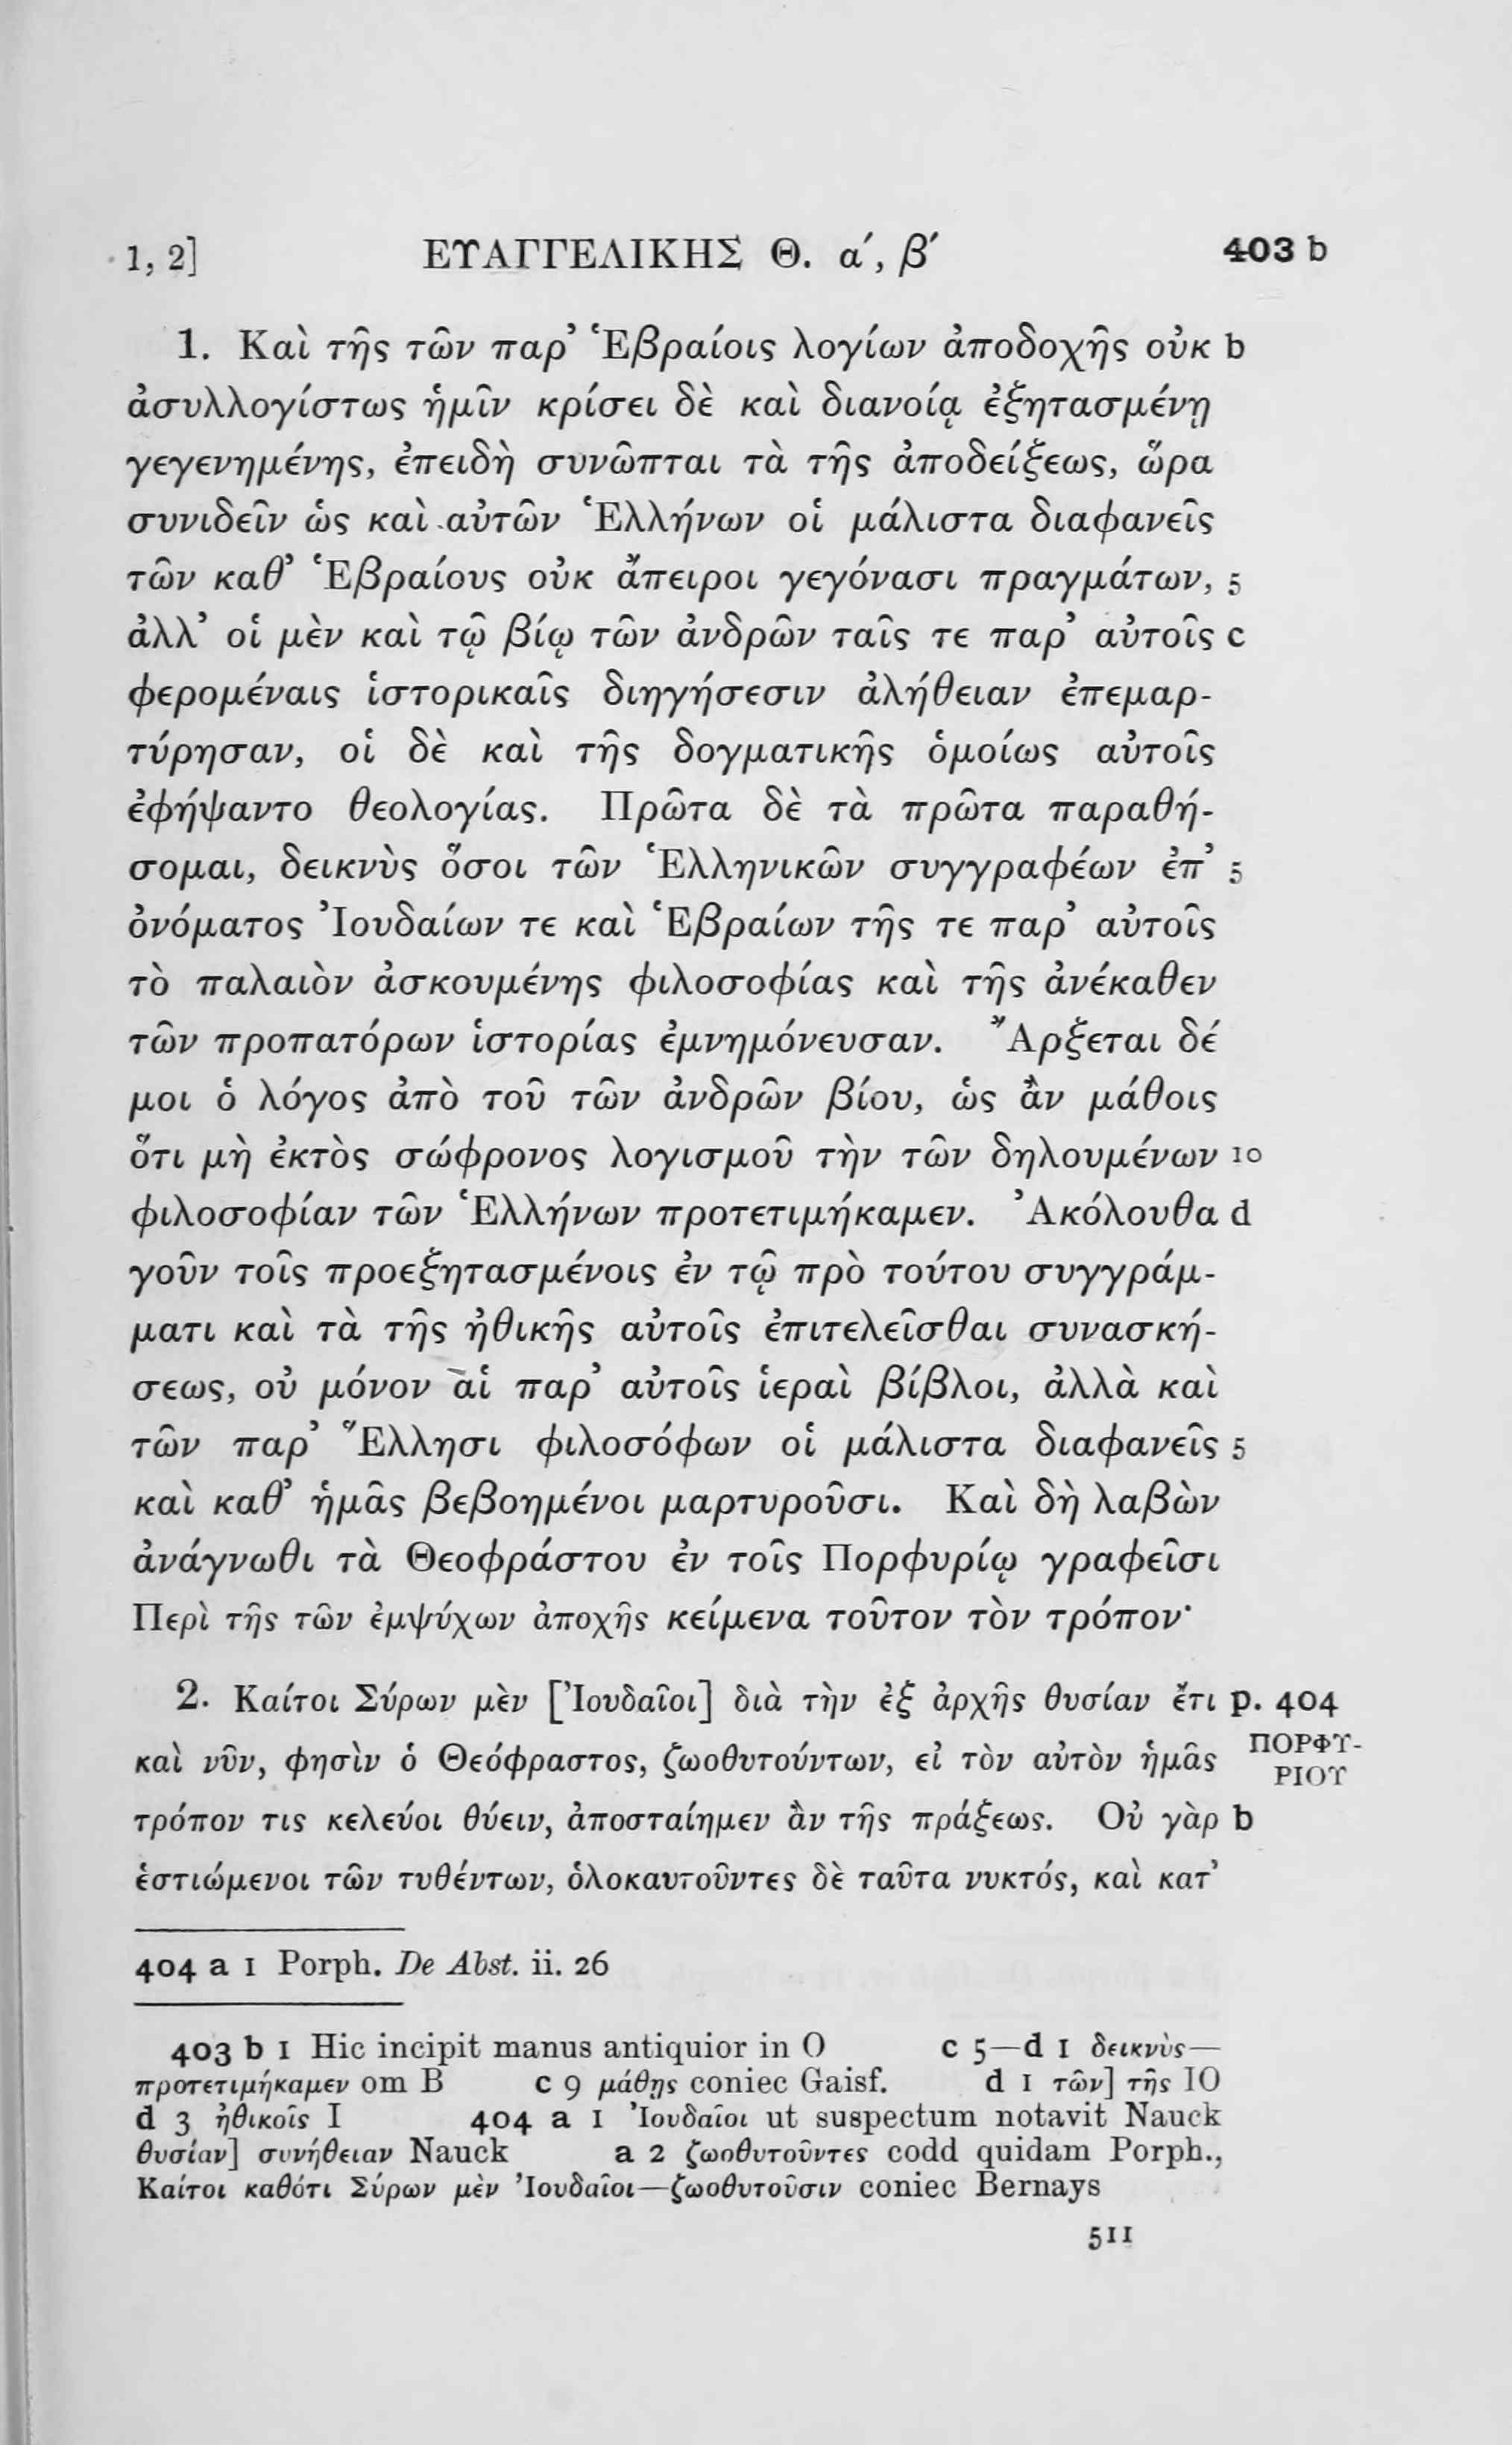 1, 2] ΕΥΑΓΓΕΛΙΚΗΣ Θ. α´, β´ 403 b
1. Καὶ τῆς τῶν παρ᾽ Ἑβραίοις λογίων ἀποδοχῆς οὐκ b
ἀσυλλογίστως ἡμῖν κρίσει δὲ καὶ διανοίᾳ ἐξητασμένῃ
γεγενημένης, ἐπειδὴ συνῶπται τὰ τῆς ἀποδείξεως, ὥρα
συνιδεῖν ὡς καὶ αὐτῶν Ἑλλήνων οἱ μάλιστα διαφανεῖς
τῶν καθ᾽ Ἑβραίους οὐκ ἄπειροι γεγόνασι πραγμάτων, 5
ἀλλ᾽ οἱ μὲν καὶ τῷ βίῳ τῶν ἀνδρῶν ταῖς τε παρ᾽ αὐτοῖς c
φερομέναις ἱστορικαῖς διηγήσεσιν ἀλήθειαν ἐπεμαρ-
τύρησαν, οἱ δὲ καὶ τῆς δογματικῆς ὁμοίως αὐτοῖς
ἐφήψαντο θεολογίας. Πρῶτα δὲ τὰ πρῶτα παραθή-
σομαι, δεικνὺς ὅσοι τῶν Ἑλληνικῶν συγγραφέων ἐπ᾽ 5
ὀνόματος Ἰουδαίων τε καὶ Ἑβραίων τῆς τε παρ᾽ αὐτοῖς
τὸ παλαιὸν ἀσκουμένης φιλοσοφίας καὶ τῆς ἀνέκαθεν
τῶν προπατόρων ἱστορίας ἐμνημόνευσαν. Ἄρξεται δέ
μοι ὁ λόγος ἀπὸ τοῦ τῶν ἀνδρῶν βίου, ὡς ἂν μάθοις
ὅτι μὴ ἐκτὸς σώφρονος λογισμοῦ τὴν τῶν δηλουμένων 10
φιλοσοφίαν τῶν Ἑλλήνων προτετιμήκαμεν. Ἀκόλουθα d
γοῦν τοῖς προεξητασμένοις ἐν τῷ πρὸ τούτου συγγράμ-
ματι καὶ τὰ τῆς ἠθικῆς αὐτοῖς ἐπιτελεῖσθαι συνασκή-
σεως, οὐ μόνον αἱ παρ᾽ αὐτοῖς ἱεραὶ βίβλοι, ἀλλὰ καὶ
τῶν παρ᾽ Ἕλλησι φιλοσόφων οἱ μάλιστα διαφανεῖς 5
καὶ καθ᾽ ἡμᾶς βεβοημένοι μαρτυροῦσι. Καὶ δὴ λαβὼν
ἀνάγνωθι τὰ Θεοφράστου ἐν τοῖς Πορφυρίῳ γραφεῖσι
Περὶ τῆς τῶν ἐμψύχων ἀποχῆς κείμενα τοῦτον τὸν τρόπον·
2. Καίτοι Σύρων μὲν [Ἰουδαῖοι] διὰ τὴν ἐξ ἀρχῆς θυσίαν ἔτι p. 404
καὶ νῦν, φησὶν ὁ Θεόφραστος, ζωοθυτούντων, εἰ τὸν αὐτὸν ἡμᾶς ΠΟΡΦΥ-
ΡΙΟΥ
τρόπον τις κελεύοι θύειν, ἀποσταίημεν ἂν τῆς πράξεως. Οὐ γὰρ b
ἑστιώμενοι τῶν τυθέντων, ὁλοκαυτοῦντες δὲ ταῦτα νυκτός, καὶ κατ᾽
404 a 1 Porph. De Abst. ii. 26
403 b 1 Hic incipit manus antiquior in O c 5—d 1 δεικνὺς—
προτετιμήκαμεν om B c 9 μάθῃς coniec Gaisf. d 1 τῶν] τῆς IO
d 3 ἠθικοῖς I 404 a 1 Ἰουδαῖοι ut suspectum notavit Nauck
θυσίαν] συνήθειαν Nauck a 2 ζωοθυτοῦντες codd quidam Porph.,
Καίτοι καθότι Σύρων μὲν Ἰουδαῖοι—ζωοθυτοῦσιν coniec Bernays
511